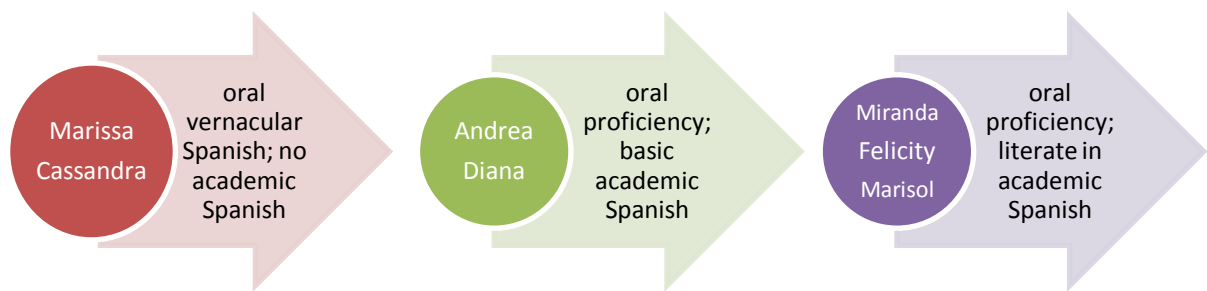 Marissa
Cassandra
oral
vernacular
Spanish; no
academic
Spanish
Andrea
Diana
oral
proficiency;
basic
academic
Spanish
Miranda
Felicity
Marisol
oral
proficiency;
literate in
academic
Spanish